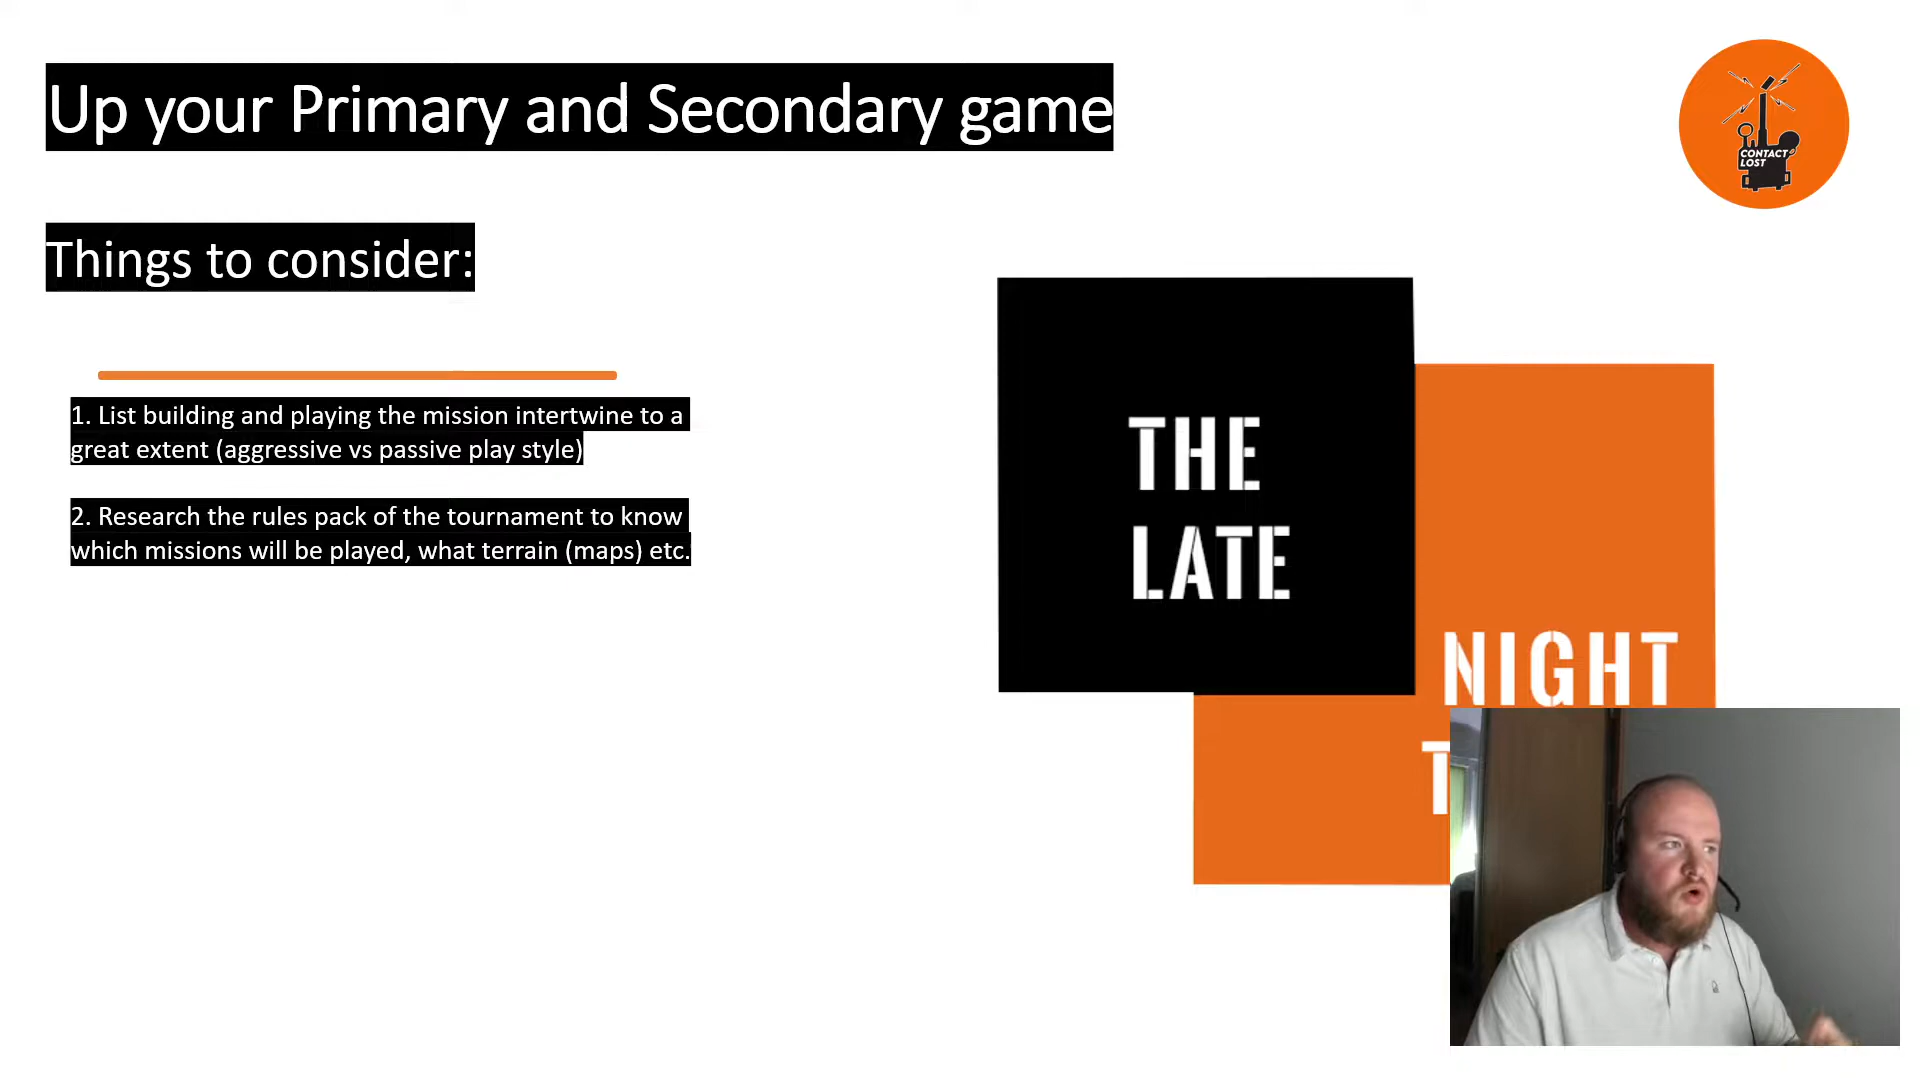 Up your Primary and Secondary game
CONTACT
LOST
Things to consider:
1. List building and playing the mission intertwine to a
great extent (aggressive vs passive play style)
2. Research the rules pack of the tournament to know
which missions will be played, what terrain (maps) etc.
THE
LATE
NIGHT